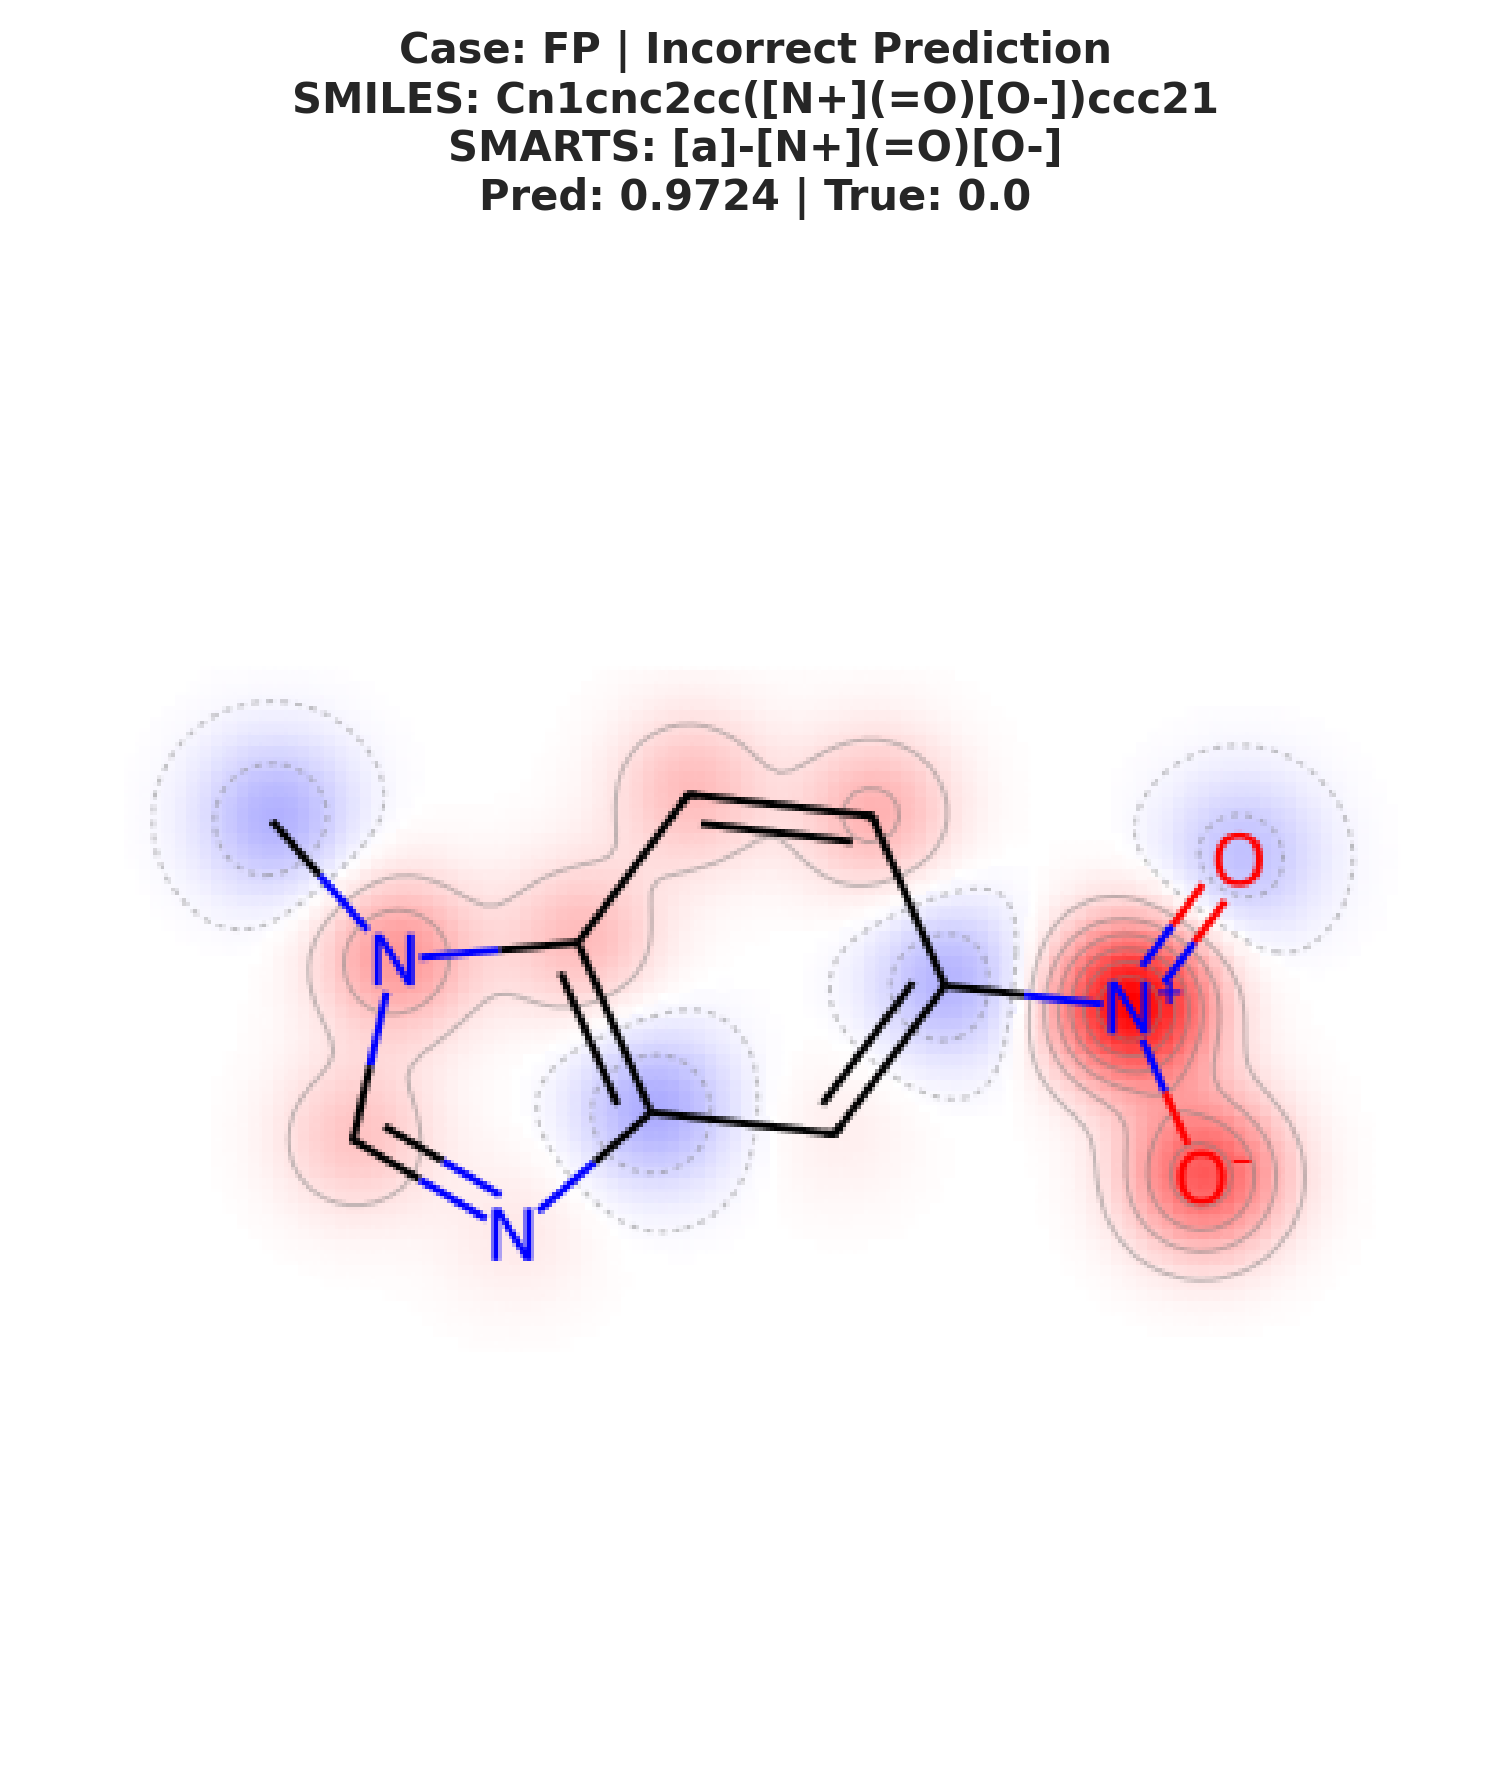 Case: FP | Incorrect Prediction
SMILES: Cn1cnc2cc([N+](=O)[O-])ccc21
SMARTS: [a]-[N+](=O)[O-]
Pred: 0.9724 | True: 0.0
O
N
N+
O−
N